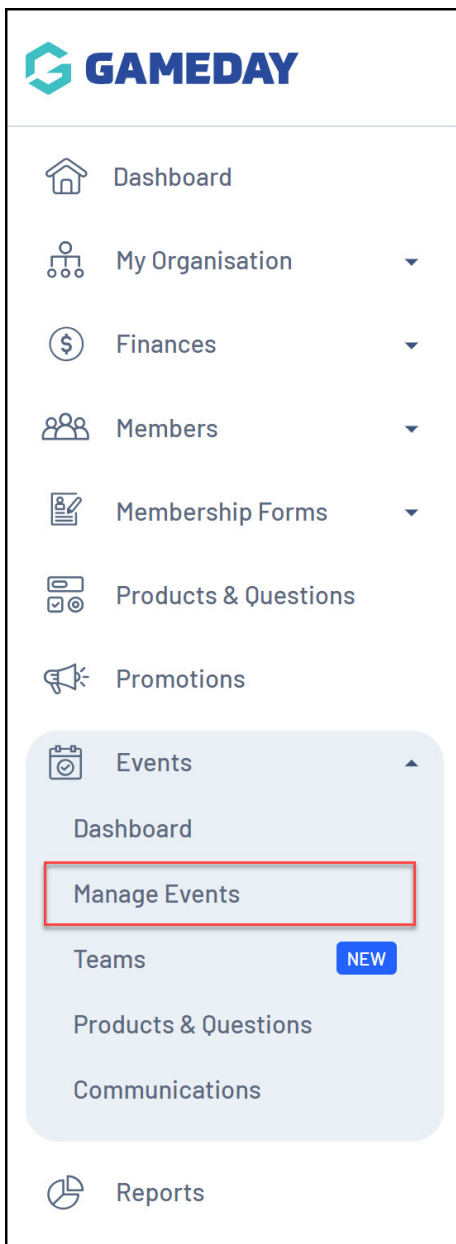 GAMEDAY
Dashboard
My Organisation
Finances
Members
Membership Forms
Products & Questions
Promotions
Events
Dashboard
Manage Events
Teams NEW
Products & Questions
Communications
Reports